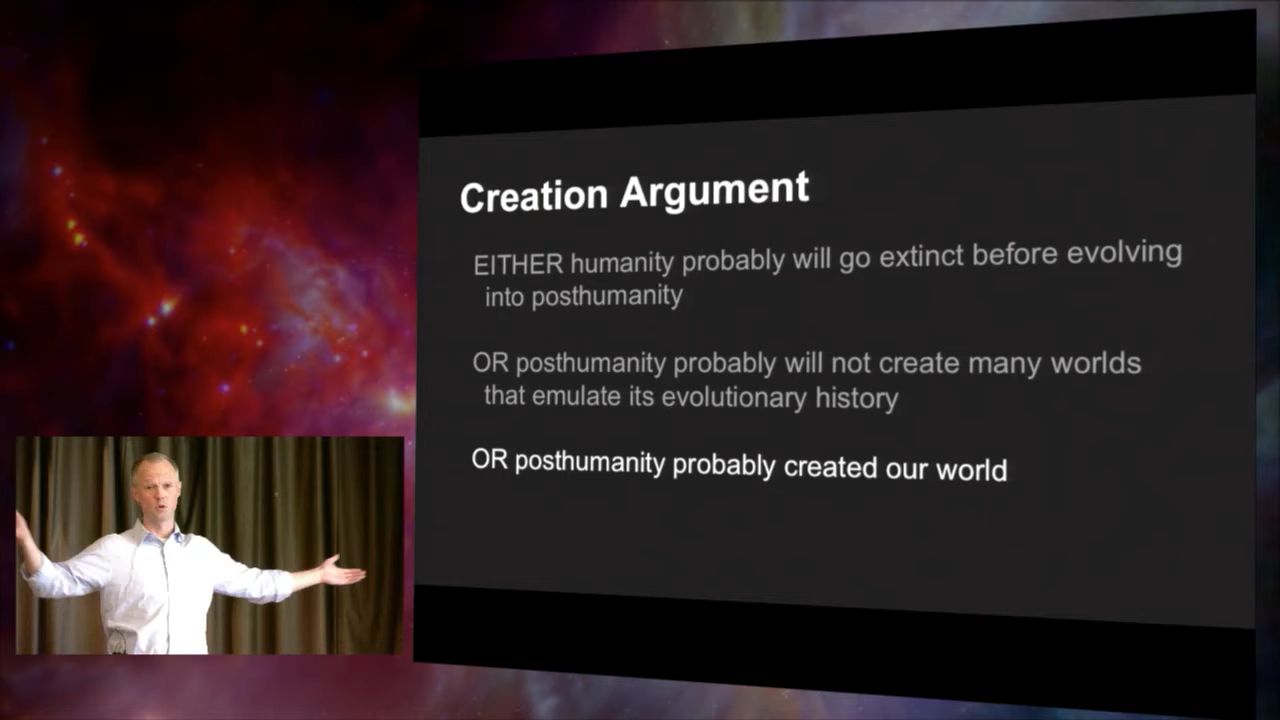 Creation Argument
EITHER humanity probably will go extinct before evolving
into posthumanity
OR posthumanity probably will not create many worlds
that emulate its evolutionary history
OR posthumanity probably created our world